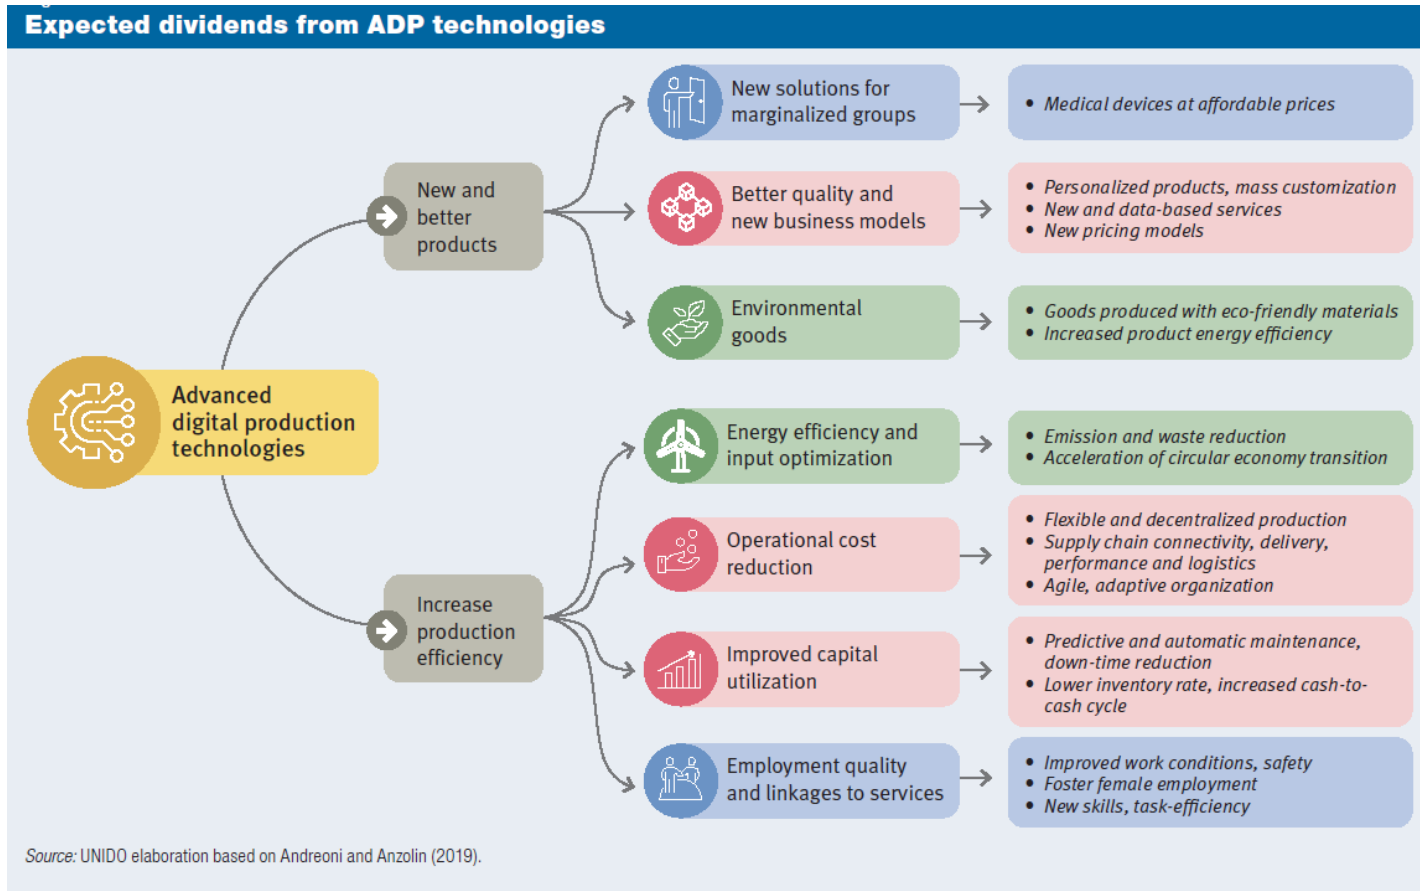 Expected dividends from ADP technologies
New solutions for
marginalized groups
• Medical devices at affordable prices
New and
better
products
Better quality and
new business models
• Personalized products, mass customization
• New and data-based services
• New pricing models
Environmental
goods
• Goods produced with eco-friendly materials
• Increased product energy efficiency
Advanced
digital production
technologies
Energy efficiency and
input optimization
• Emission and waste reduction
• Acceleration of circular economy transition
Increase
production
efficiency
Operational cost
reduction
• Flexible and decentralized production
• Supply chain connectivity, delivery,
performance and logistics
• Agile, adaptive organization
Improved capital
utilization
• Predictive and automatic maintenance,
down-time reduction
• Lower inventory rate, increased cash-to-
cash cycle
Employment quality
and linkages to services
• Improved work conditions, safety
• Foster female employment
• New skills, task-efficiency
Source: UNIDO elaboration based on Andreoni and Anzolin (2019).